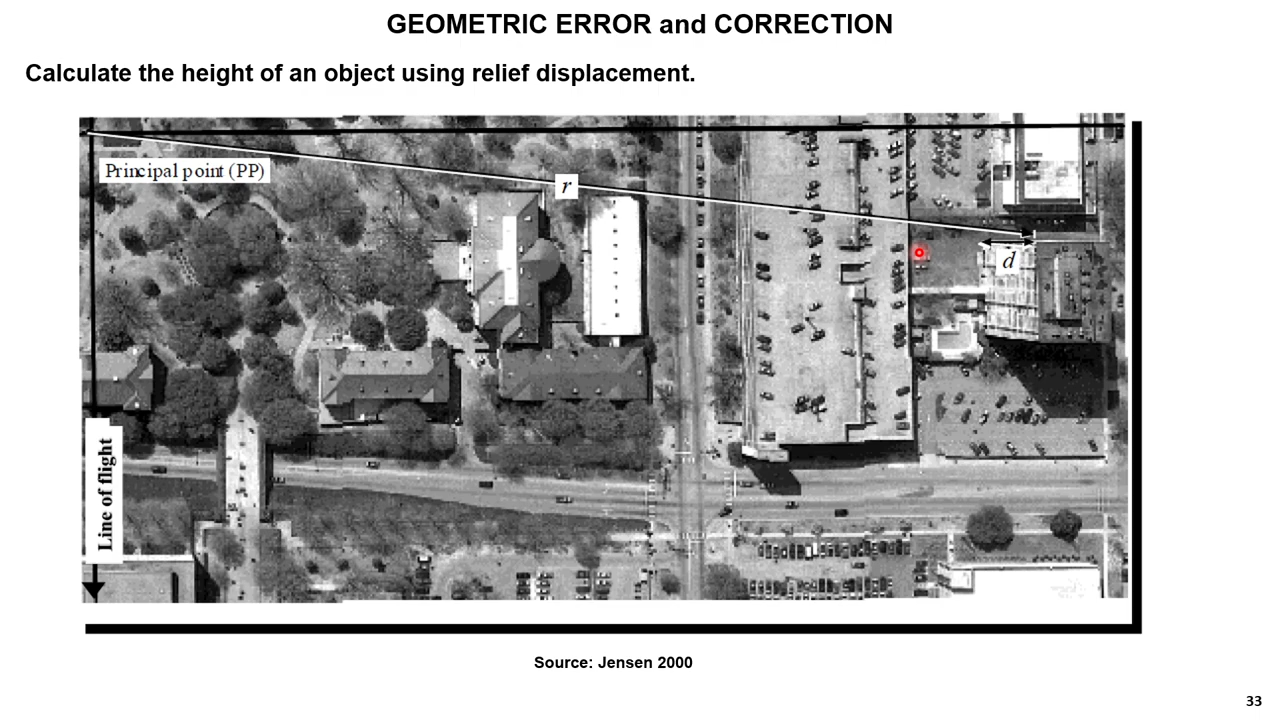 GEOMETRIC ERROR and CORRECTION
Calculate the height of an object using relief displacement.
Principal point (PP)
r
d
Line of flight
Source: Jensen 2000
33